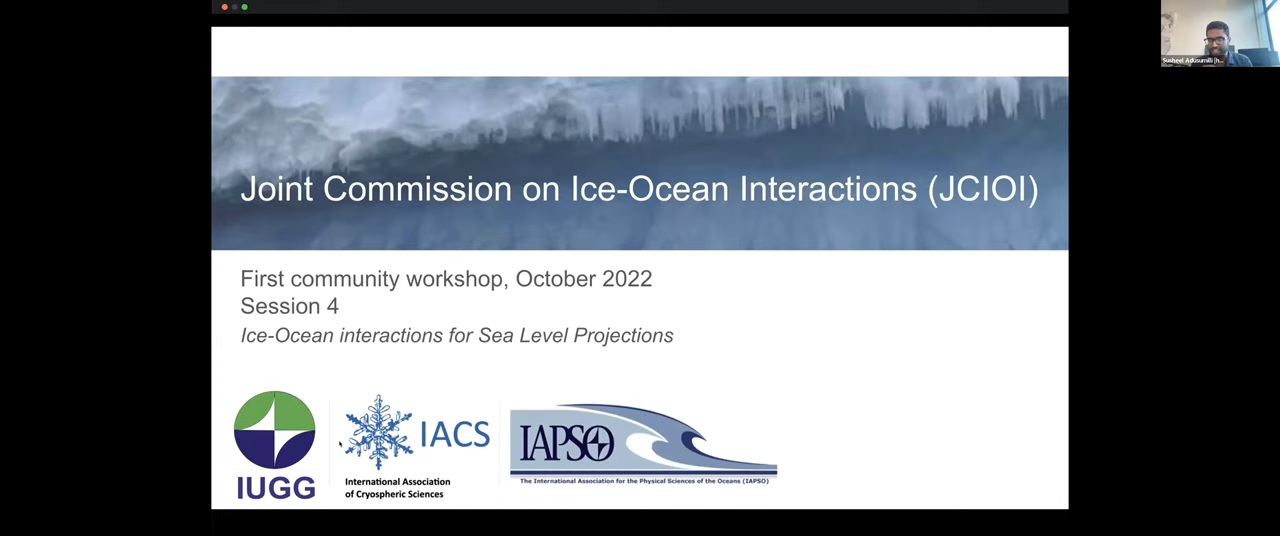 Susheel Adusumilli
Joint Commission on Ice-Ocean Interactions (JCIOI)
First community workshop, October 2022
Session 4
Ice-Ocean interactions for Sea Level Projections
IUGG
IACS
International Association
of Cryospheric Sciences
IAPSO
The International Association for the Physical Sciences of the Oceans (IAPSO)